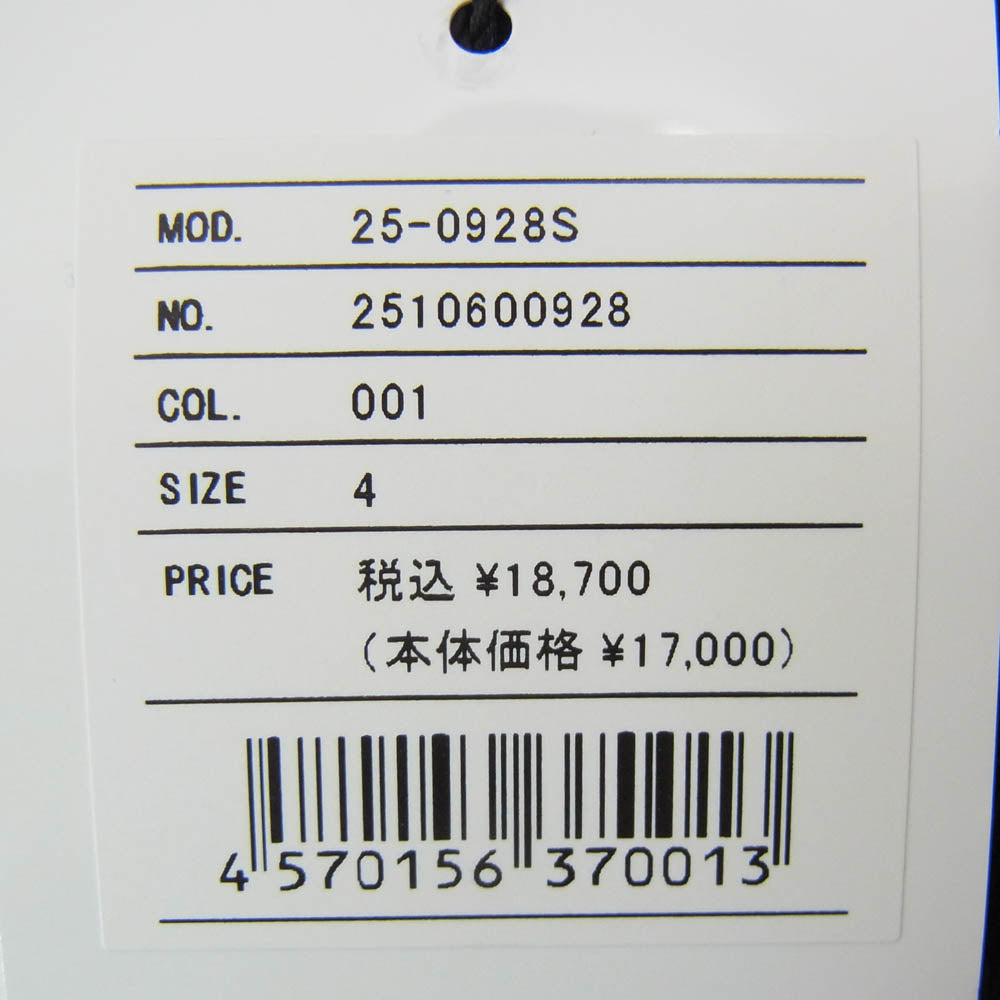 MOD. 25-0928S
NO. 2510600928
COL. 001
SIZE 4
PRICE 税込 ¥18,700
(本体価格 ¥17,000)
4 570156 370013